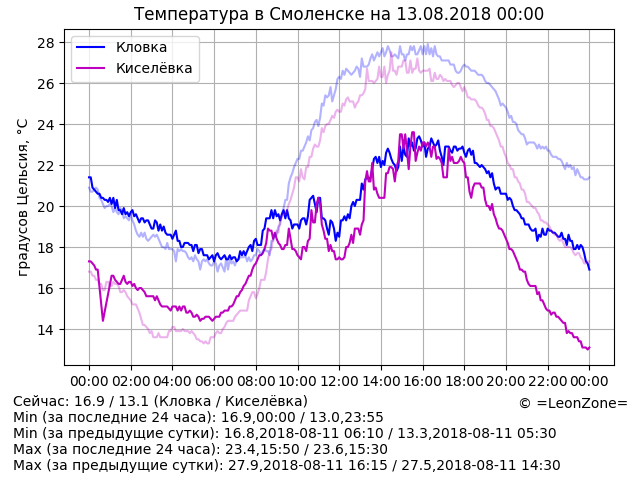 Температура в Смоленске на 13.08.2018 00:00
Кловка
Киселёвка
градусов Цельсия, °C
28
26
24
22
20
18
16
14
00:00 02:00 04:00 06:00 08:00 10:00 12:00 14:00 16:00 18:00 20:00 22:00 00:00
Сейчас: 16.9 / 13.1 (Кловка / Киселёвка)
© =LeonZone=
Min (за последние 24 часа): 16.9,00:00 / 13.0,23:55
Min (за предыдущие сутки): 16.8,2018-08-11 06:10 / 13.3,2018-08-11 05:30
Max (за последние 24 часа): 23.4,15:50 / 23.6,15:30
Max (за предыдущие сутки): 27.9,2018-08-11 16:15 / 27.5,2018-08-11 14:30